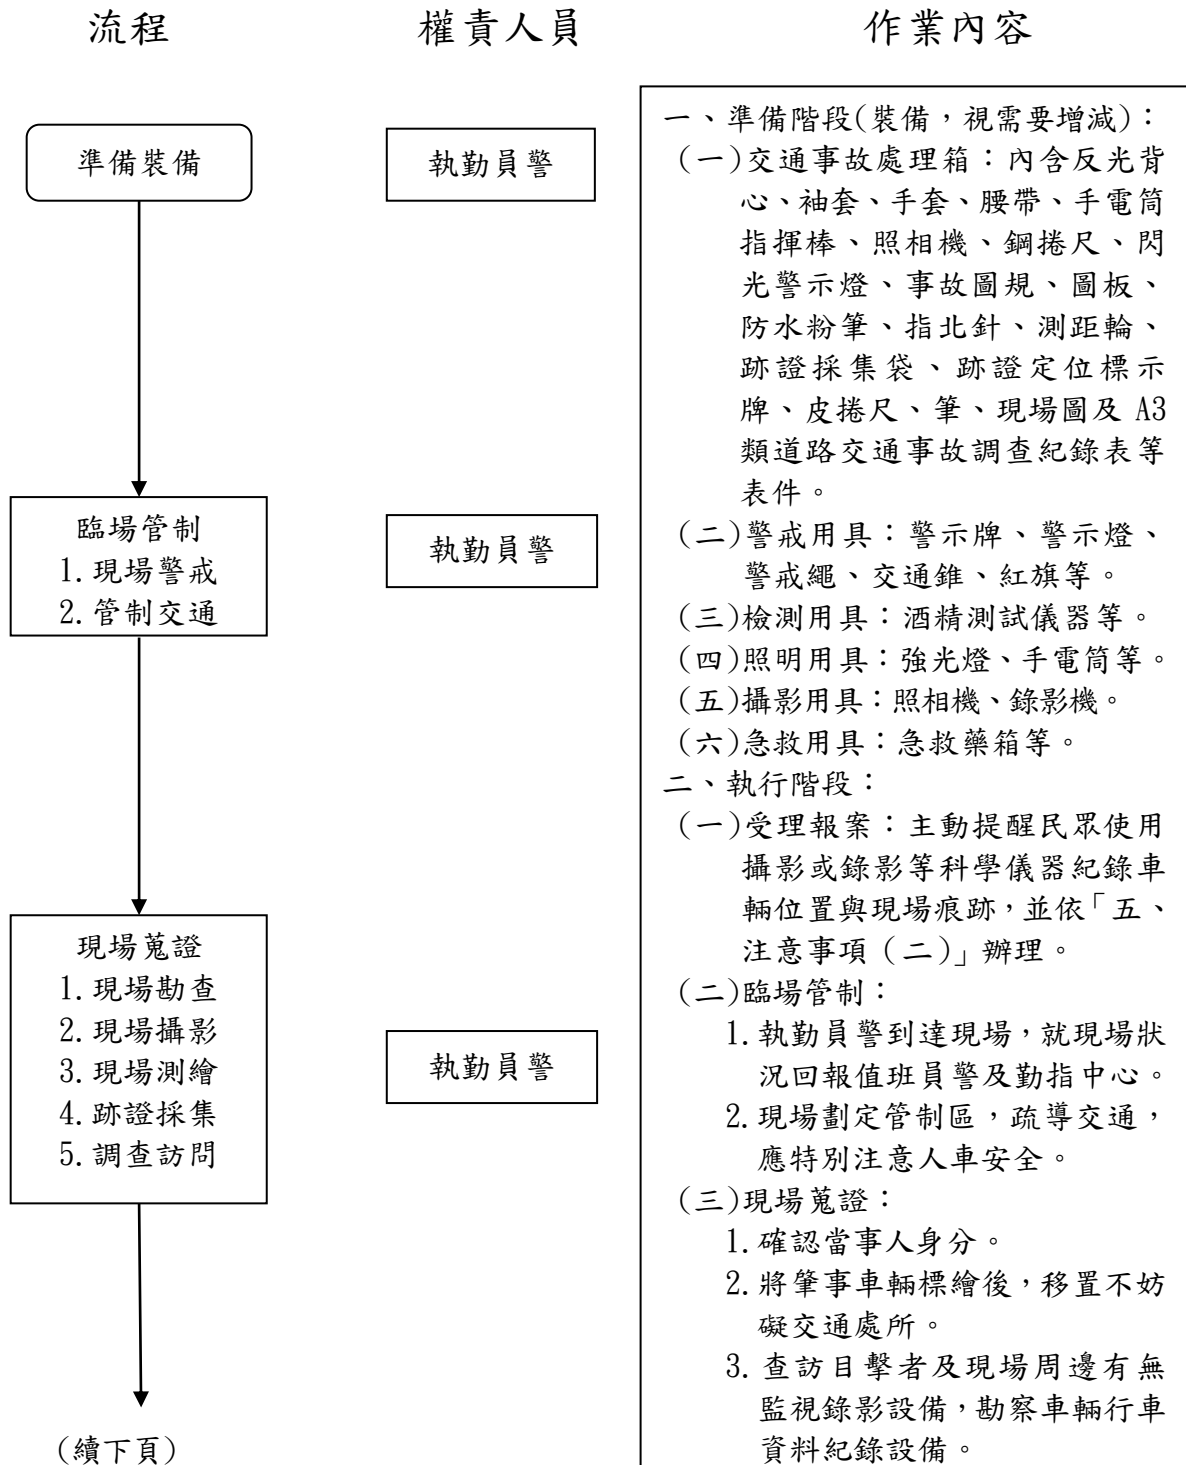 流程
權責人員
作業內容
準備裝備
執勤員警
臨場管制
1.現場警戒
2.管制交通
執勤員警
現場蒐證
1.現場勘查
2.現場攝影
3.現場測繪
4.跡證採集
5.調查訪問
執勤員警
(續下頁)
一、準備階段(裝備，視需要增減)：
(一)交通事故處理箱：內含反光背
心、袖套、手套、腰帶、手電筒
指揮棒、照相機、鋼捲尺、閃
光警示燈、事故圖規、圖板、
防水粉筆、指北針、測距輪、
跡證採集袋、跡證定位標示
牌、皮捲尺、筆、現場圖及 A3
類道路交通事故調查紀錄表等
表件。
(二)警戒用具：警示牌、警示燈、
警戒繩、交通錐、紅旗等。
(三)檢測用具：酒精測試儀器等。
(四)照明用具：強光燈、手電筒等。
(五)攝影用具：照相機、錄影機。
(六)急救用具：急救藥箱等。
二、執行階段：
(一)受理報案：主動提醒民眾使用
攝影或錄影等科學儀器紀錄車
輛位置與現場痕跡，並依「五、
注意事項（二）」辦理。
(二)臨場管制：
1.執勤員警到達現場，就現場狀
況回報值班員警及勤指中心。
2.現場劃定管制區，疏導交通，
應特別注意人車安全。
(三)現場蒐證：
1.確認當事人身分。
2.將肇事車輛標繪後，移置不妨
礙交通處所。
3.查訪目擊者及現場周邊有無
監視錄影設備，勘察車輛行車
資料紀錄設備。